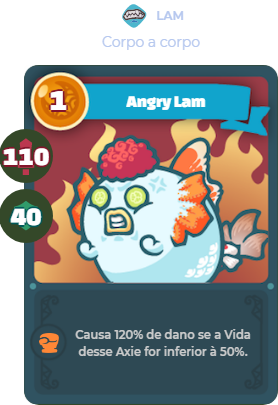 LAM
Corpo a corpo
1
Angry Lam
110
40
Causa 120% de dano se a Vida
desse Axie for inferior à 50%.